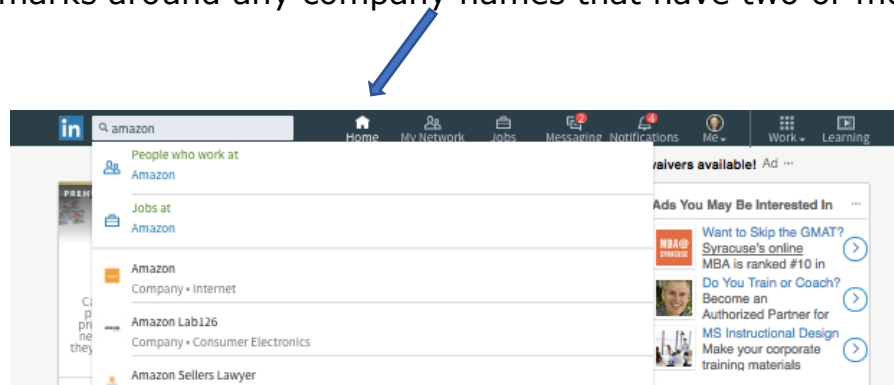 marks around any company names that have two or mo
in
amazon
Home
My Network
Jobs
2
Messaging
4
Notifications
Me
Work
Learning
People who work at
Amazon
Jobs at
Amazon
Amazon
Company • Internet
Amazon Lab126
Company • Consumer Electronics
Amazon Sellers Lawyer
waivers available! Ad ...
Ads You May Be Interested In ...
MBA@
SYRACUSE
Want to Skip the GMAT?
Syracuse's online
MBA is ranked #10 in
Do You Train or Coach?
Become an
Authorized Partner for
MS Instructional Design
Make your corporate
training materials
PREM
Ca
p
pro
ne
they